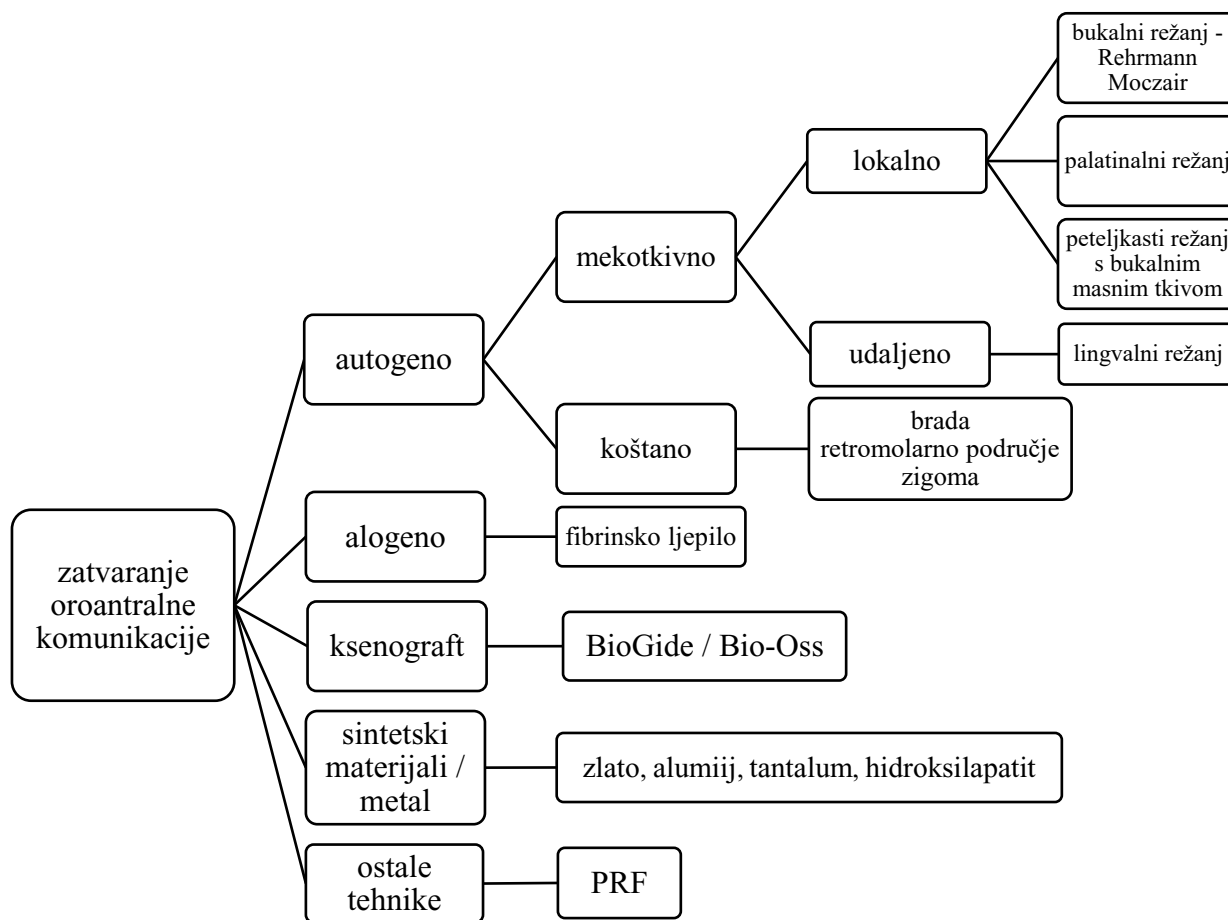 zatvaranje
oroantralne
komunikacije
autogeno
mekotkivno
lokalno
bukalni režanj -
Rehrmann
Moczair
palatinalni režanj
peteljkasti režanj
s bukalnim
masnim tkivom
udaljeno
lingvalni režanj
koštano
brada
retromolarno područje
zigoma
alogeno
fibrinsko ljepilo
ksenograft
BioGide / Bio-Oss
sintetski
materijali /
metal
zlato, alumiij, tantalum, hidroksilapatit
ostale
tehnike
PRF